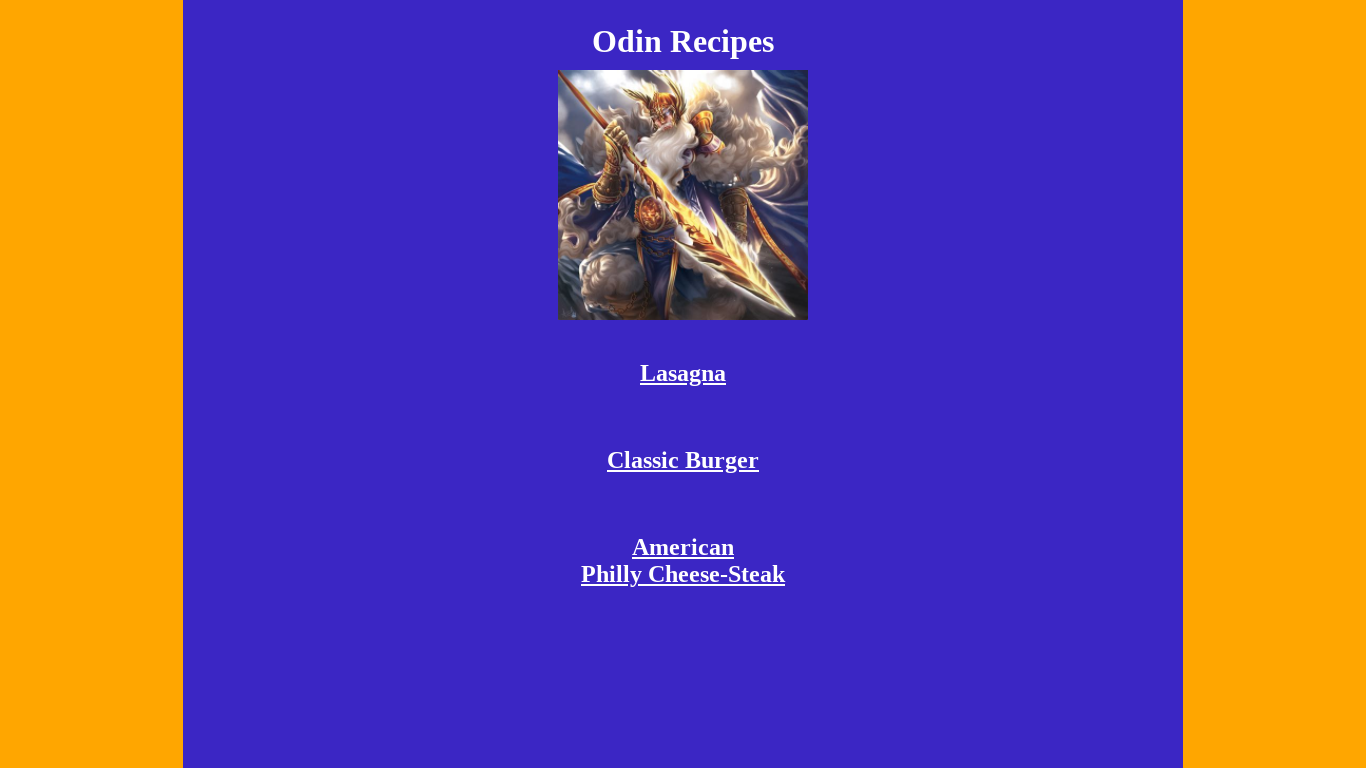 Odin Recipes
Lasagna
Classic Burger
American
Philly Cheese-Steak